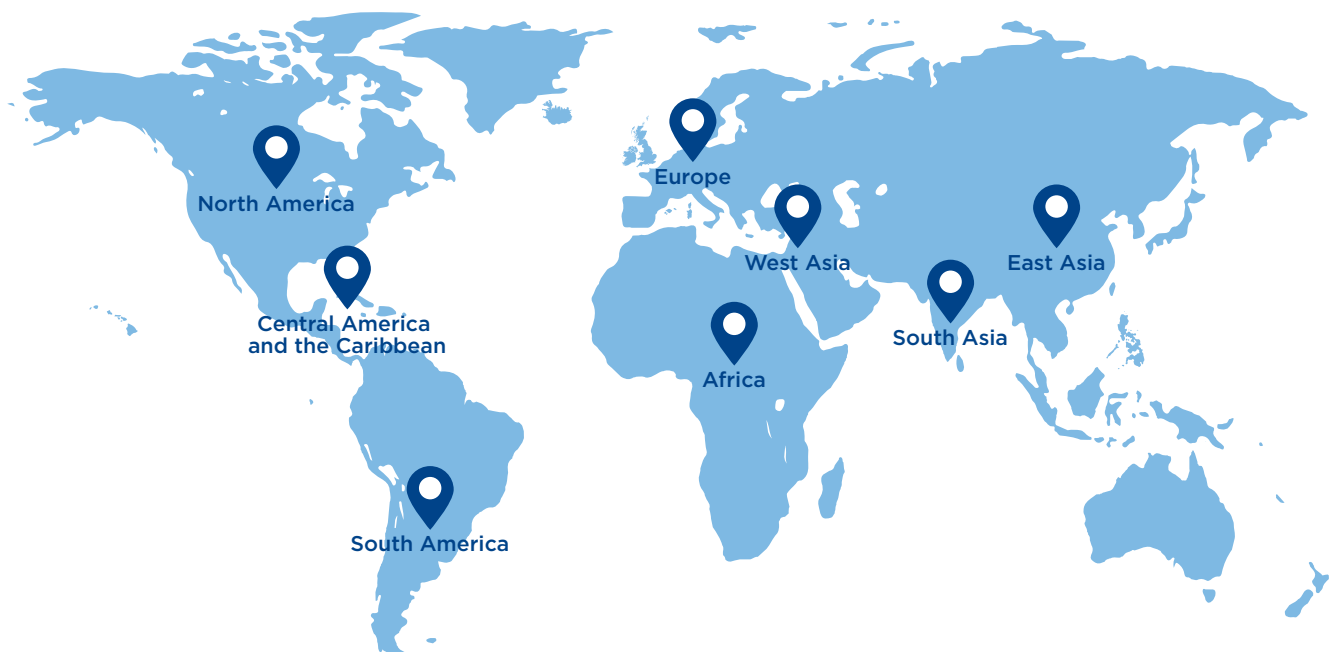 Europe
North America
West Asia
East Asia
Central America
and the Caribbean
South Asia
Africa
South America